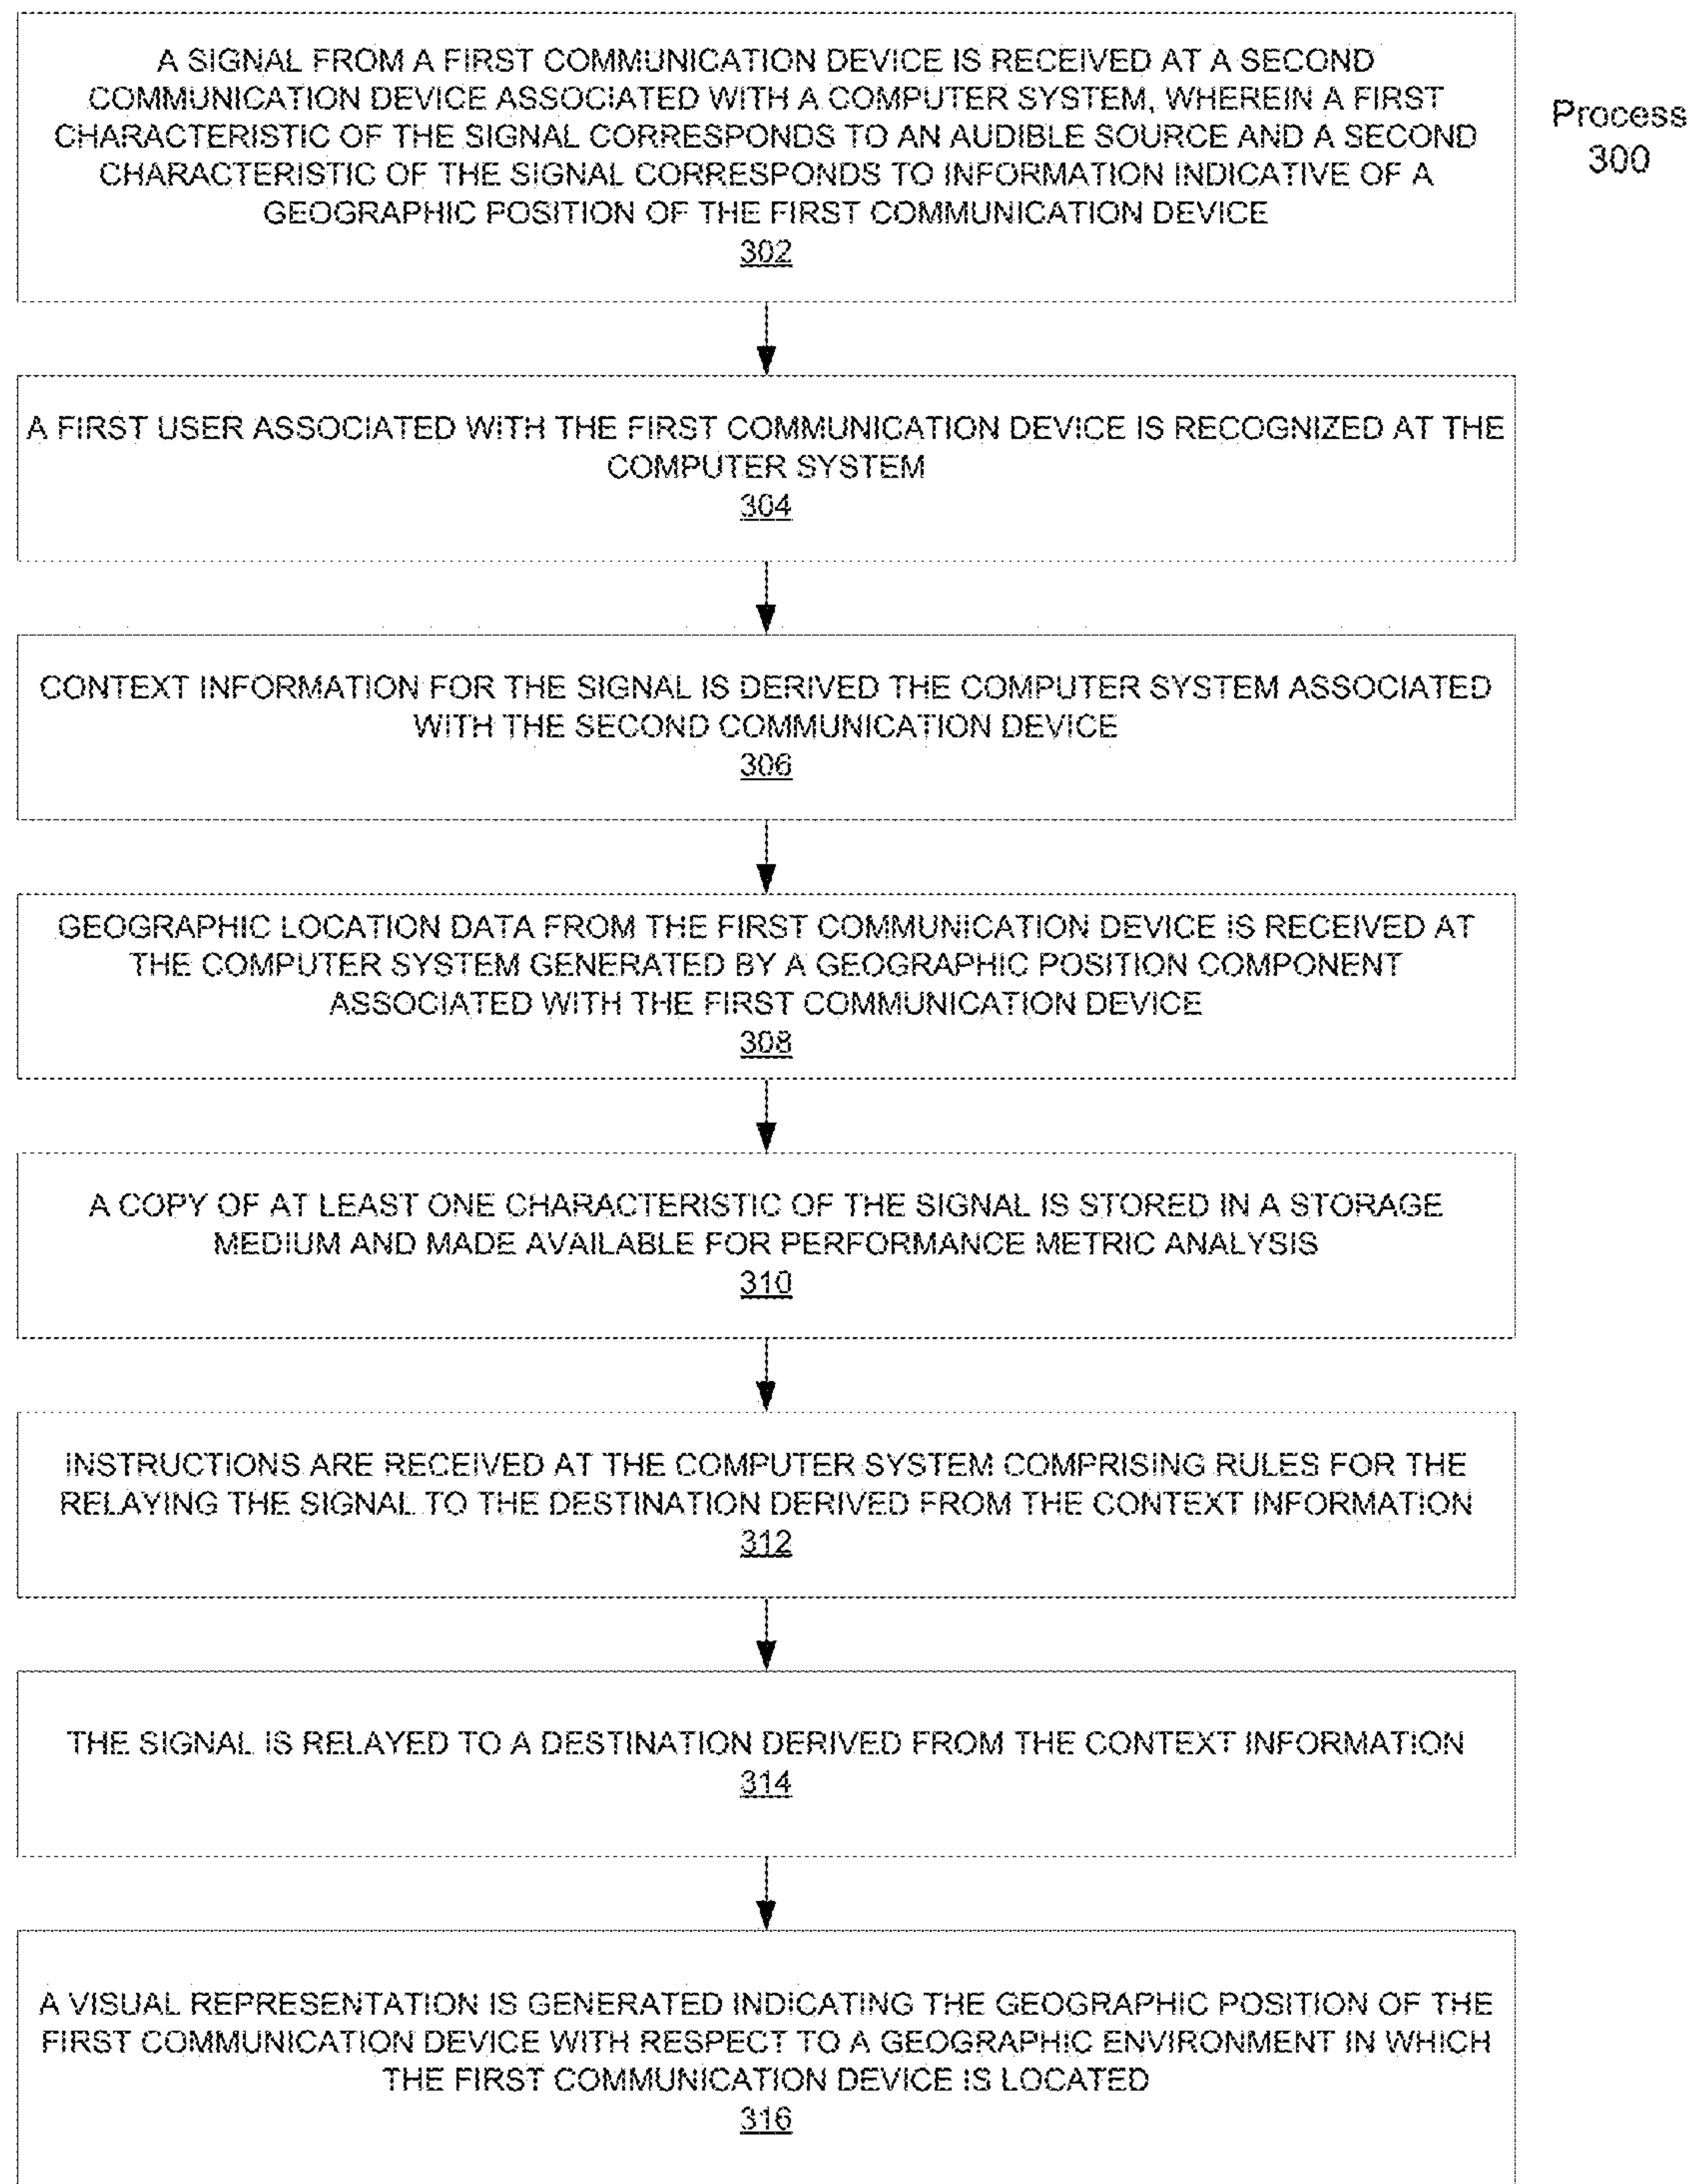 A SIGNAL FROM A FIRST COMMUNICATION DEVICE IS RECEIVED AT A SECOND
COMMUNICATION DEVICE ASSOCIATED WITH A COMPUTER SYSTEM, WHEREIN A FIRST
CHARACTERISTIC OF THE SIGNAL CORRESPONDS TO AN AUDIBLE SOURCE AND A SECOND
CHARACTERISTIC OF THE SIGNAL CORRESPONDS TO INFORMATION INDICATIVE OF A
GEOGRAPHIC POSITION OF THE FIRST COMMUNICATION DEVICE
302
Process
300
A FIRST USER ASSOCIATED WITH THE FIRST COMMUNICATION DEVICE IS RECOGNIZED AT THE
COMPUTER SYSTEM
304
CONTEXT INFORMATION FOR THE SIGNAL IS DERIVED THE COMPUTER SYSTEM ASSOCIATED
WITH THE SECOND COMMUNICATION DEVICE
306
GEOGRAPHIC LOCATION DATA FROM THE FIRST COMMUNICATION DEVICE IS RECEIVED AT
THE COMPUTER SYSTEM GENERATED BY A GEOGRAPHIC POSITION COMPONENT
ASSOCIATED WITH THE FIRST COMMUNICATION DEVICE
308
A COPY OF AT LEAST ONE CHARACTERISTIC OF THE SIGNAL IS STORED IN A STORAGE
MEDIUM AND MADE AVAILABLE FOR PERFORMANCE METRIC ANALYSIS
310
INSTRUCTIONS ARE RECEIVED AT THE COMPUTER SYSTEM COMPRISING RULES FOR THE
RELAYING THE SIGNAL TO THE DESTINATION DERIVED FROM THE CONTEXT INFORMATION
312
THE SIGNAL IS RELAYED TO A DESTINATION DERIVED FROM THE CONTEXT INFORMATION
314
A VISUAL REPRESENTATION IS GENERATED INDICATING THE GEOGRAPHIC POSITION OF THE
FIRST COMMUNICATION DEVICE WITH RESPECT TO A GEOGRAPHIC ENVIRONMENT IN WHICH
THE FIRST COMMUNICATION DEVICE IS LOCATED
316